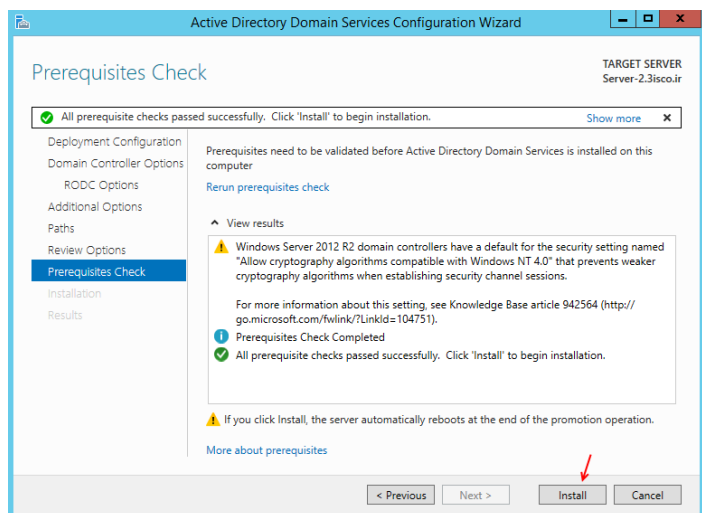 Active Directory Domain Services Configuration Wizard
Prerequisites Check
TARGET SERVER
Server-2.3isco.ir
All prerequisite checks passed successfully. Click 'Install' to begin installation.
Show more
Deployment Configuration
Domain Controller Options
RODC Options
Additional Options
Paths
Review Options
Prerequisites Check
Installation
Results
Prerequisites need to be validated before Active Directory Domain Services is installed on this
computer
Rerun prerequisites check
View results
Windows Server 2012 R2 domain controllers have a default for the security setting named
"Allow cryptography algorithms compatible with Windows NT 4.0" that prevents weaker
cryptography algorithms when establishing security channel sessions.
For more information about this setting, see Knowledge Base article 942564 (http://
go.microsoft.com/fwlink/?LinkId=104751).
Prerequisites Check Completed
All prerequisite checks passed successfully. Click 'Install' to begin installation.
If you click Install, the server automatically reboots at the end of the promotion operation.
More about prerequisites
< Previous
Next >
Install
Cancel